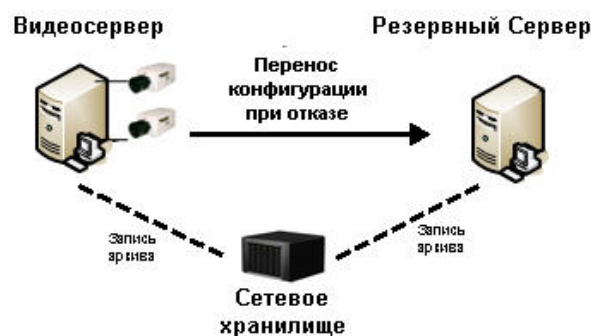 Видеосервер
Резервный Сервер
Перенос
конфигурации
при отказе
Запись
архива
Запись
архива
Сетевое
хранилище